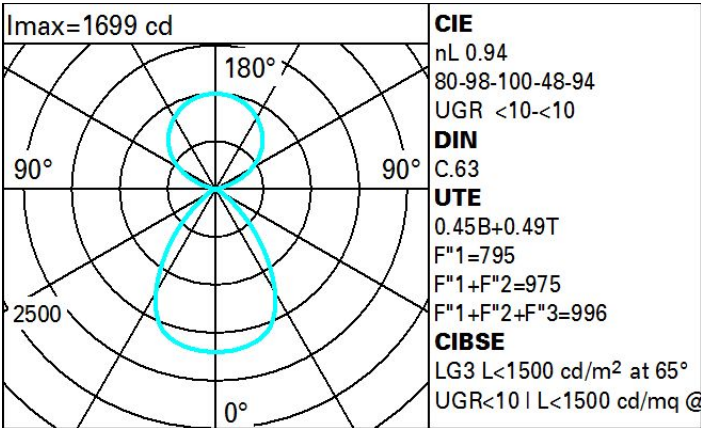 Imax=1699 cd
180°
90°
90°
2500
0°
CIE
nL 0.94
80-98-100-48-94
UGR <10-<10
DIN
C.63
UTE
0.45B+0.49T
F"1=795
F"1+F"2=975
F"1+F"2+F"3=996
CIBSE
LG3 L<1500 cd/m² at 65°
UGR<10 | L<1500 cd/mq @